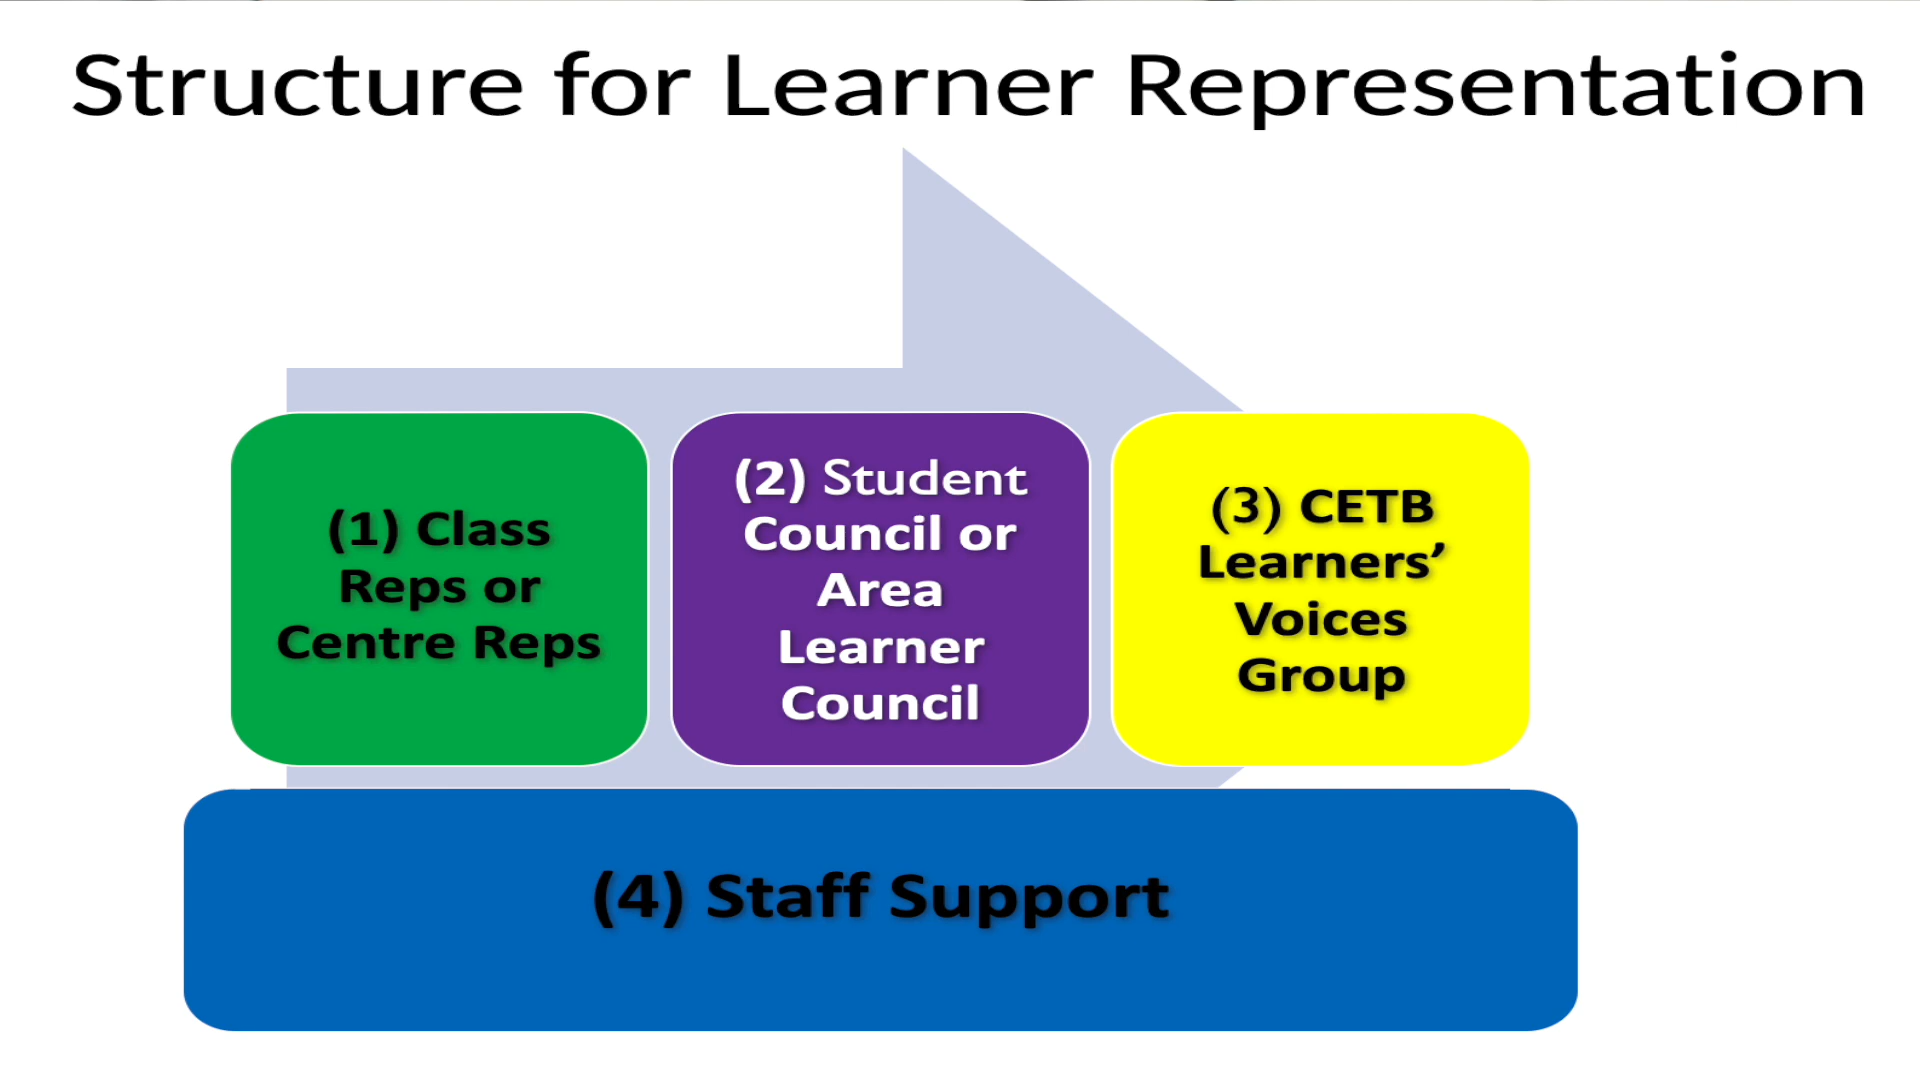 Structure for Learner Representation
(1) Class
Reps or
Centre Reps
(2) Student
Council or
Area
Learner
Council
(3) CETB
Learners’
Voices
Group
(4) Staff Support